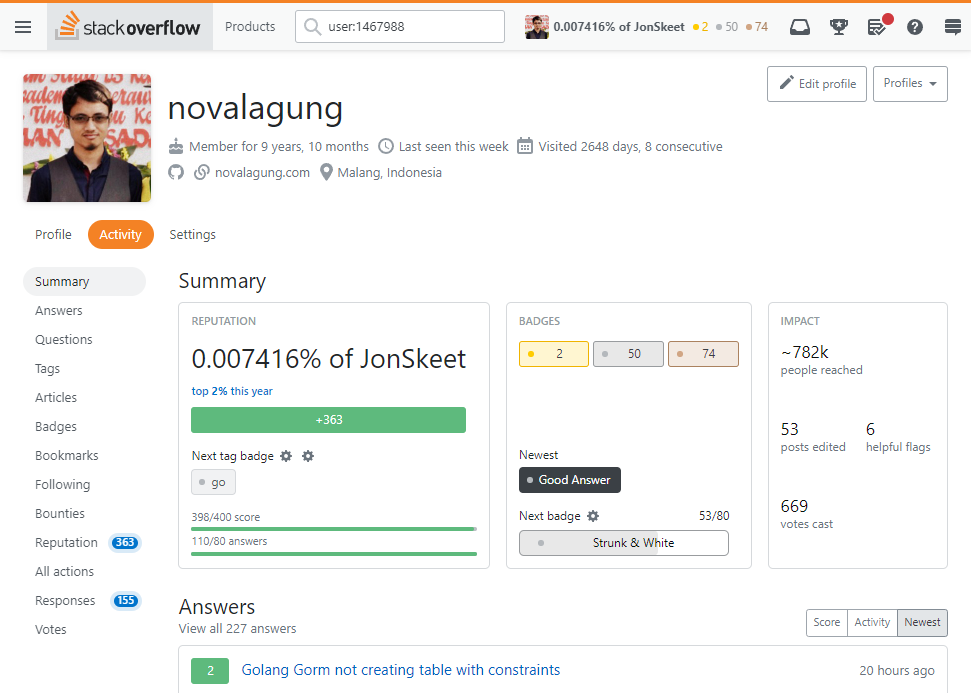 stackoverflow Products user:1467988 0.007416% of JonSkeet 2 50 74
Edit profile Profiles
novalagung
Member for 9 years, 10 months Last seen this week Visited 2648 days, 8 consecutive
novalagung.com Malang, Indonesia
Profile Activity Settings
Summary
Answers
Questions
Tags
Articles
Badges
Bookmarks
Following
Bounties
Reputation 363
All actions
Responses 155
Votes
Summary
REPUTATION
0.007416% of JonSkeet
top 2% this year
+363
Next tag badge
go
398/400 score
110/80 answers
BADGES
2 50 74
Newest
Good Answer
Next badge 53/80
Strunk & White
IMPACT
~782k
people reached
53 6
posts edited helpful flags
669
votes cast
Answers
View all 227 answers
Score Activity Newest
2 Golang Gorm not creating table with constraints 20 hours ago